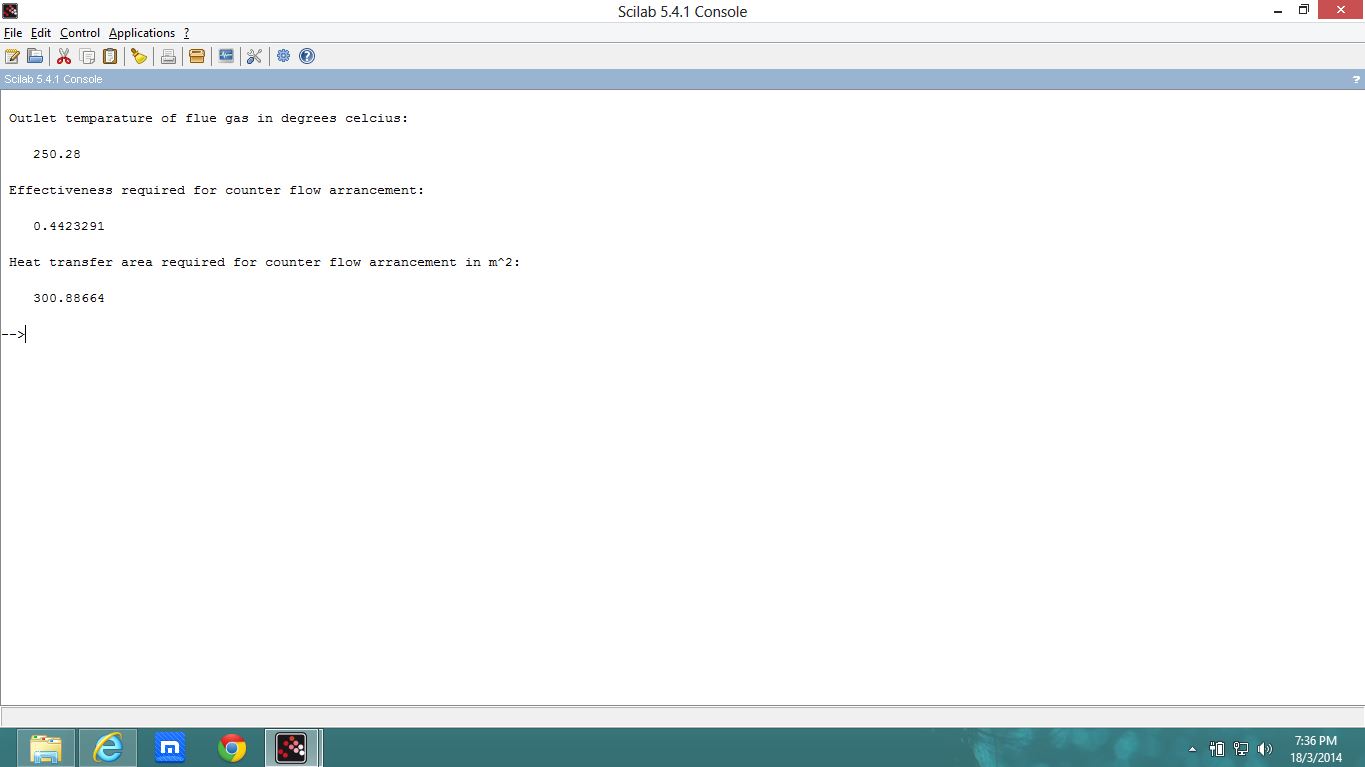 Scilab 5.4.1 Console
File Edit Control Applications ?
Scilab 5.4.1 Console ?
Outlet temparature of flue gas in degrees celcius:
250.28
Effectiveness required for counter flow arrancement:
0.4423291
Heat transfer area required for counter flow arrancement in m^2:
300.88664
-->
7:36 PM
18/3/2014